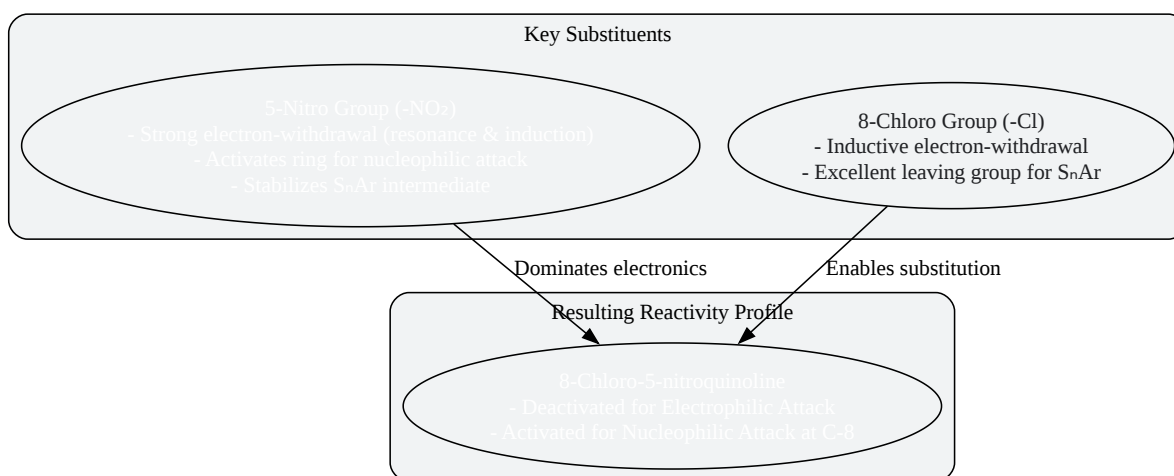 Key Substituents
5-Nitro Group (-NO₂)
- Strong electron-withdrawal (resonance & induction)
- Activates ring for nucleophilic attack
- Stabilizes SₙAr intermediate
8-Chloro Group (-Cl)
- Inductive electron-withdrawal
- Excellent leaving group for SₙAr
Dominates electronics
Enables substitution
Resulting Reactivity Profile
8-Chloro-5-nitroquinoline
- Deactivated for Electrophilic Attack
- Activated for Nucleophilic Attack at C-8